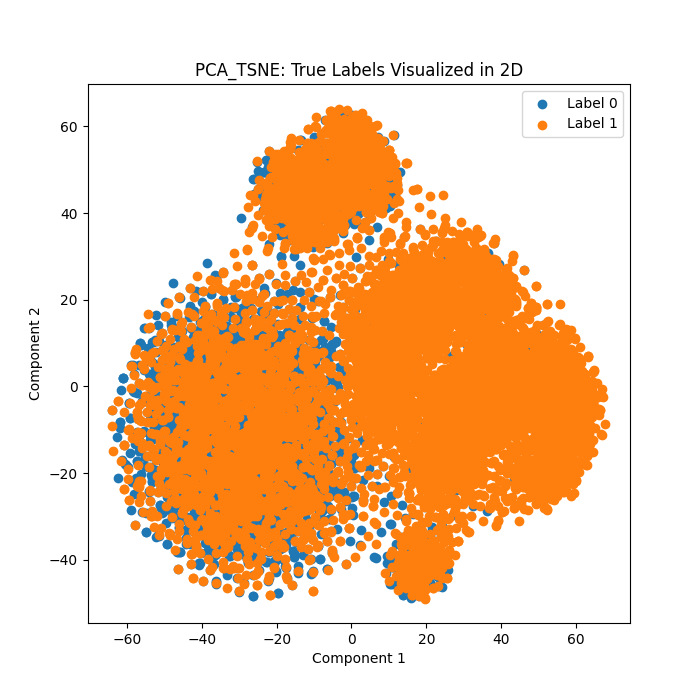 PCA_TSNE: True Labels Visualized in 2D
Label 0
Label 1
60
40
20
0
−20
−40
Component 2
−60
−40
−20
0
20
40
60
Component 1